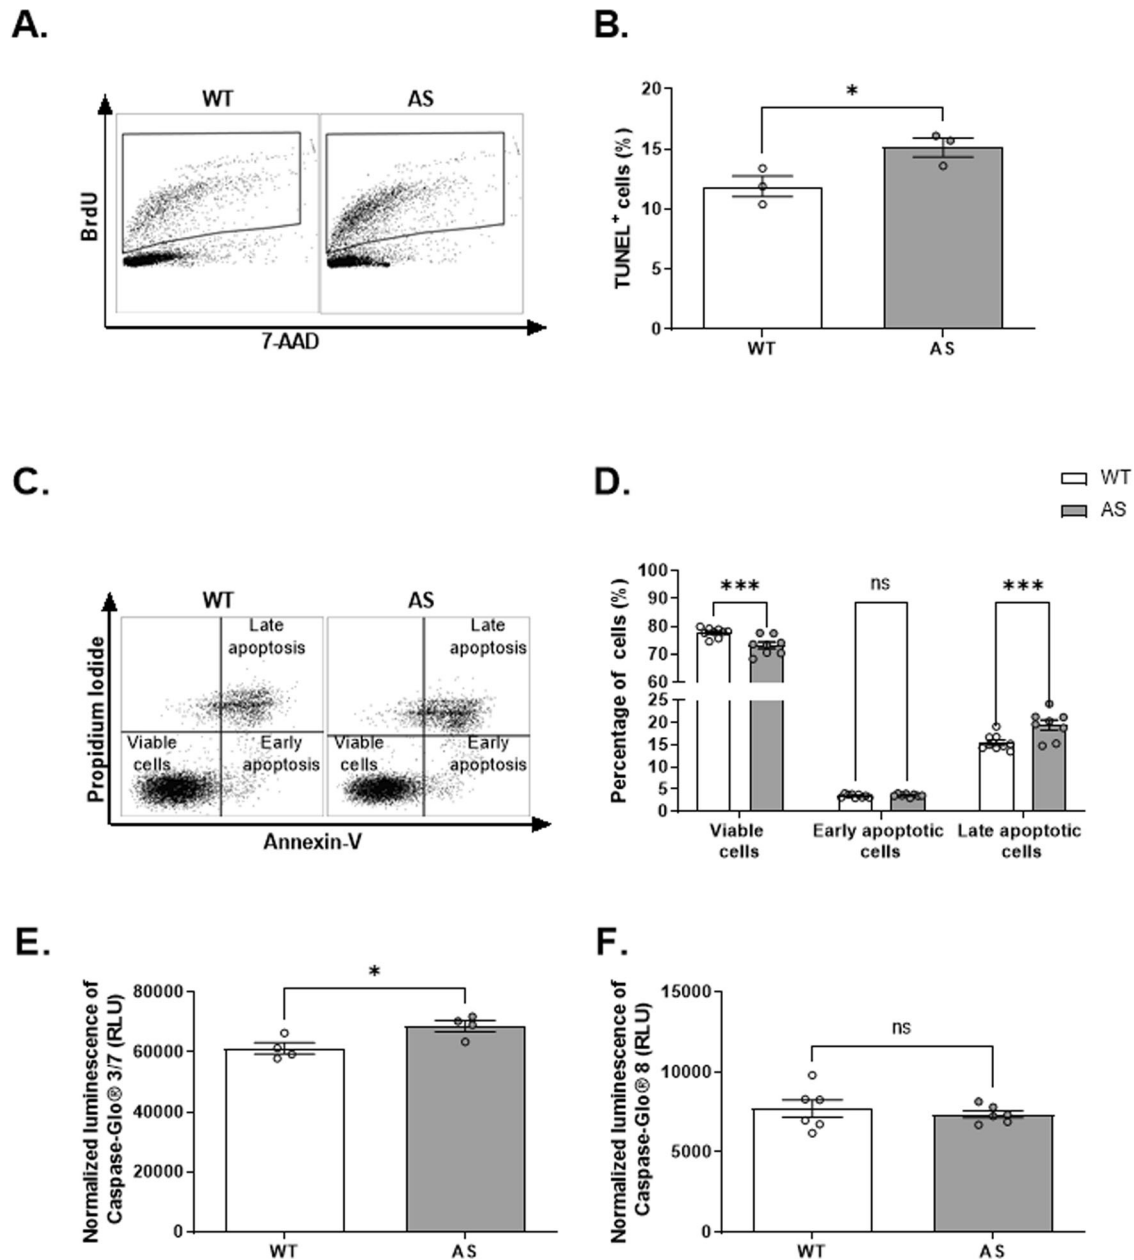 A.
WT
AS
BrdU
7-AAD
B.
20
15
10
5
0
TUNEL+ cells (%)
*
WT
AS
C.
WT
AS
Late
apoptosis
Late
apoptosis
Viable
cells
Early
apoptosis
Viable
cells
Early
apoptosis
Propidium Iodide
Annexin-V
D.
WT
AS
Percentage of cells (%)
100
90
80
70
60
25
20
15
10
5
0
***
ns
***
Viable
cells
Early apoptotic
cells
Late apoptotic
cells
E.
Normalized luminescence of
Caspase-Glo® 3/7 (RLU)
80000
60000
40000
20000
0
*
WT
AS
F.
Normalized luminescence of
Caspase-Glo® 8 (RLU)
15000
10000
5000
0
ns
WT
AS